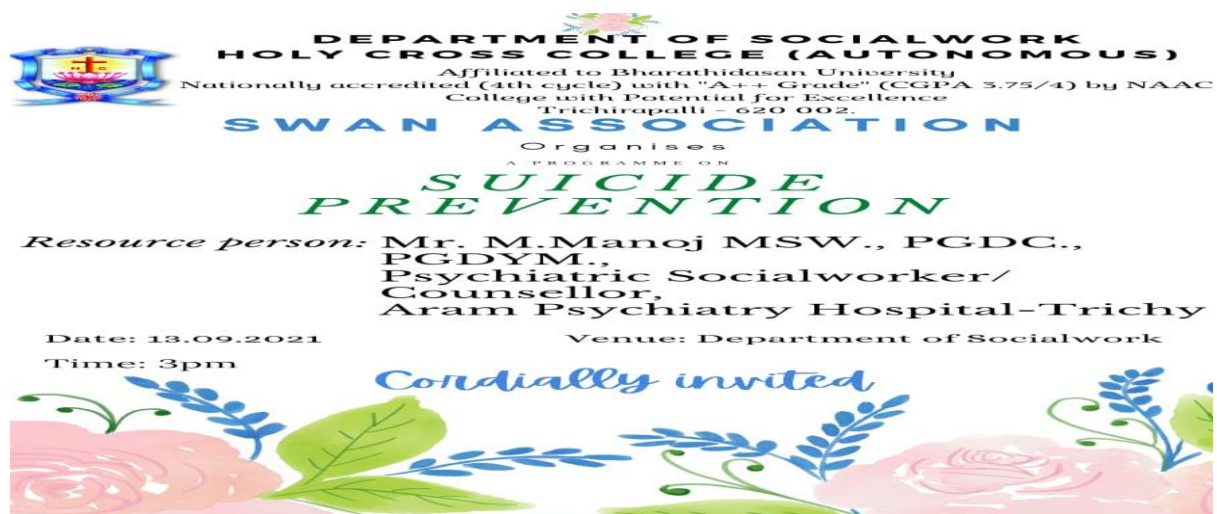 DEPARTMENT OF SOCIALWORK
HOLY CROSS COLLEGE (AUTONOMOUS)
Affiliated to Bharathidasan University
Nationally accredited (4th cycle) with "A++ Grade" (CGPA 3.75/4) by NAAC
College with Potential for Excellence
Trichirapalli - 620 002.
SWAN ASSOCIATION
Organises
A PROGRAMME ON
SUICIDE
PREVENTION
Resource person: Mr. M.Manoj MSW., PGDC.,
PGDYM.,
Psychiatric Socialworker/
Counsellor,
Aram Psychiatry Hospital-Trichy
Date: 13.09.2021 Venue: Department of Socialwork
Time: 3pm
Cordially invited